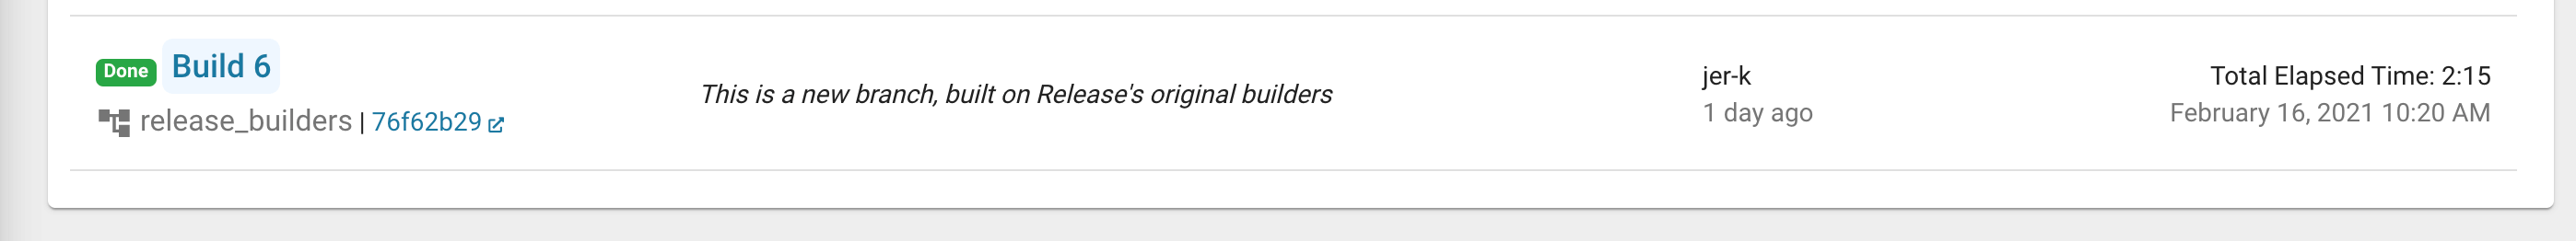 Done Build 6
release_builders | 76f62b29
This is a new branch, built on Release's original builders
jer-k
1 day ago
Total Elapsed Time: 2:15
February 16, 2021 10:20 AM